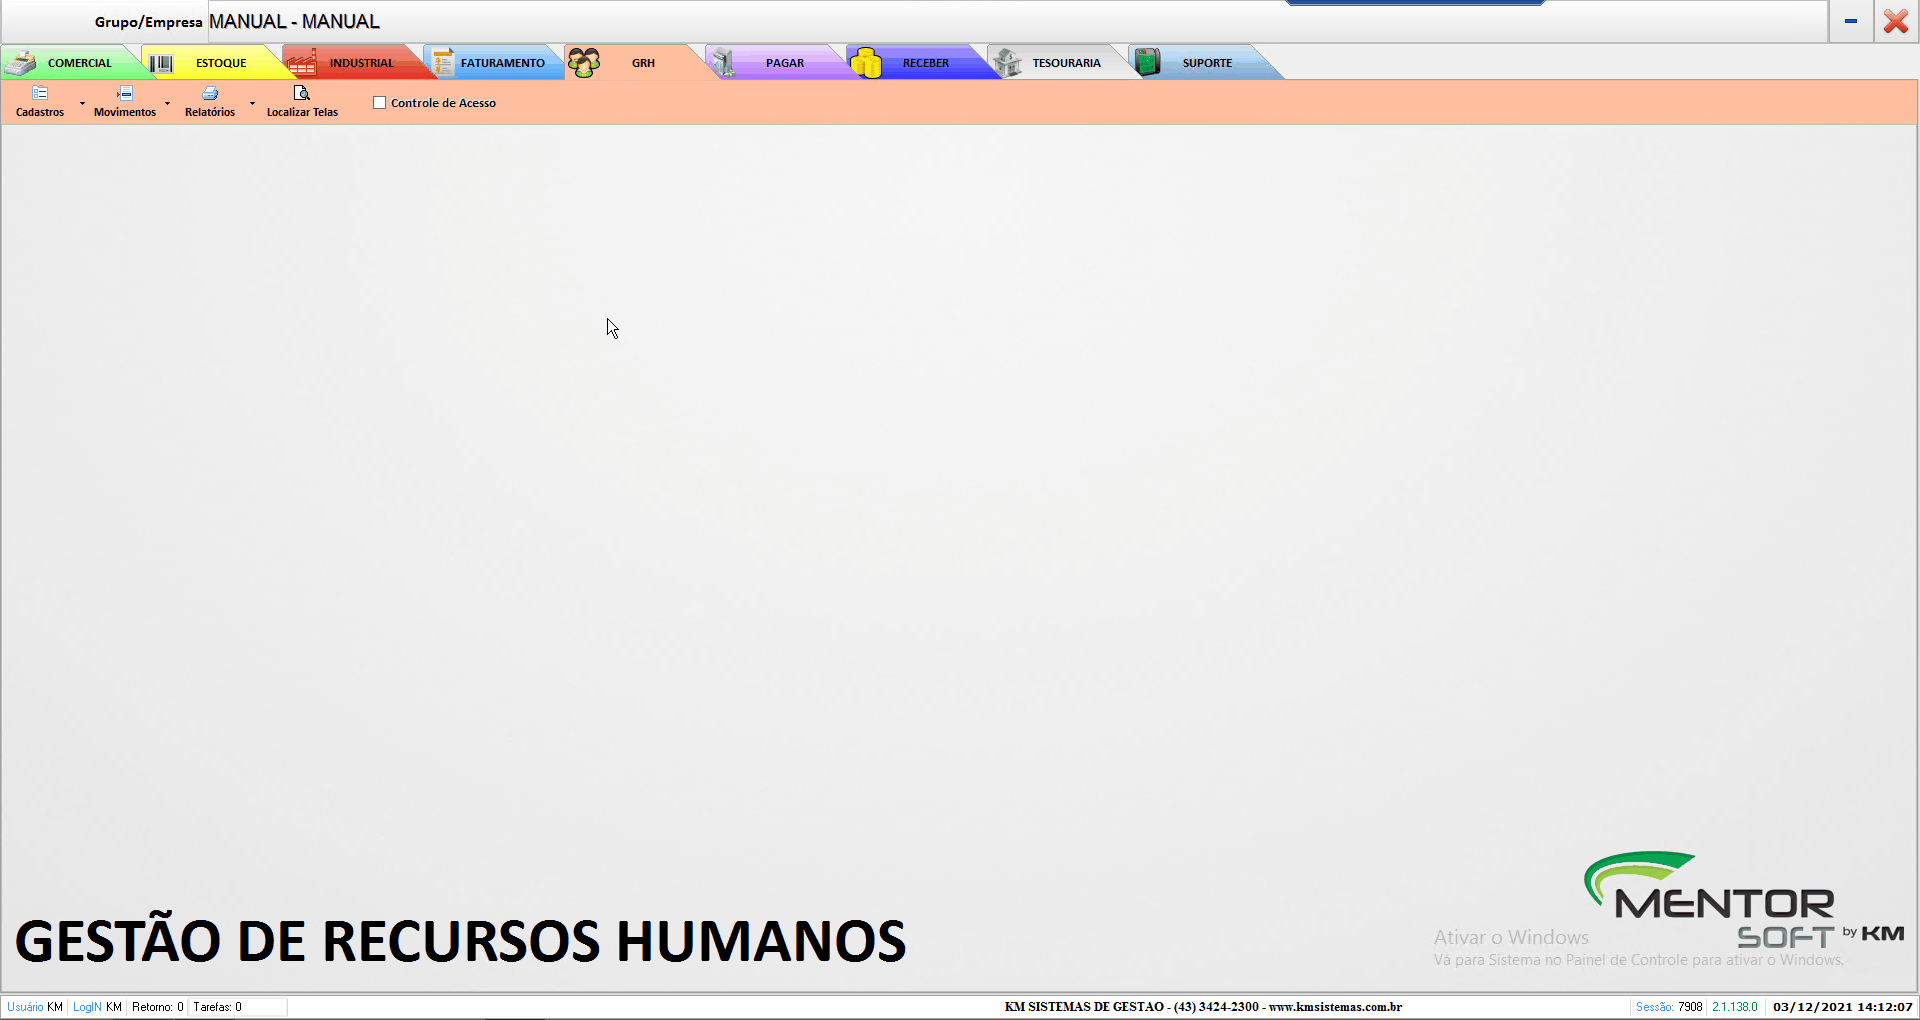 Grupo/Empresa MANUAL - MANUAL
COMERCIAL ESTOQUE INDUSTRIAL FATURAMENTO GRH PAGAR RECEBER TESOURARIA SUPORTE
Cadastros Movimentos Relatórios Localizar Telas Controle de Acesso
MENTOR
SOFT by KM
GESTÃO DE RECURSOS HUMANOS
Ativar o Windows
Vá para Sistema no Painel de Controle para ativar o Windows.
Usuário KM LogIN KM Retorno: 0 Tarefas: 0 KM SISTEMAS DE GESTAO - (43) 3424-2300 - www.kmsistemas.com.br Sessão: 7908 2.1.138.0 03/12/2021 14:12:07